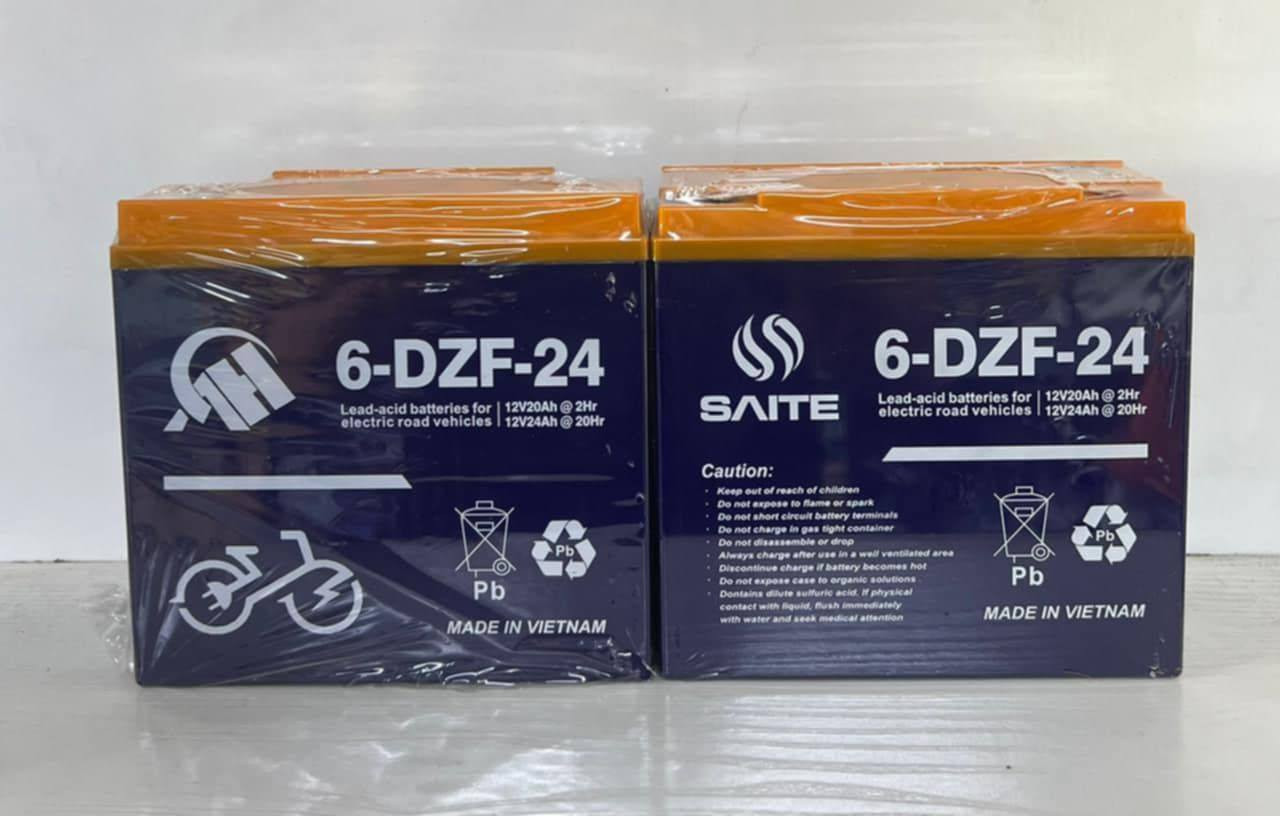 6-DZF-24
Lead-acid batteries for
electric road vehicles
12V20Ah @ 2Hr
12V24Ah @ 20Hr
Pb
Pb
MADE IN VIETNAM
SAITE
6-DZF-24
Lead-acid batteries for
electric road vehicles
12V20Ah @ 2Hr
12V24Ah @ 20Hr
Caution:
· Keep out of reach of children
· Do not expose to flame or spark
· Do not short circuit battery terminals
· Do not charge in gas tight container
· Do not disassemble or drop
· Always charge after use in a well ventilated area
· Discontinue charge if battery becomes hot
· Do not expose case to organic solutions
· Dontains dilute sulfuric acid. If physical
contact with liquid, flush immediately
with water and seek medical attention
Pb
Pb
MADE IN VIETNAM